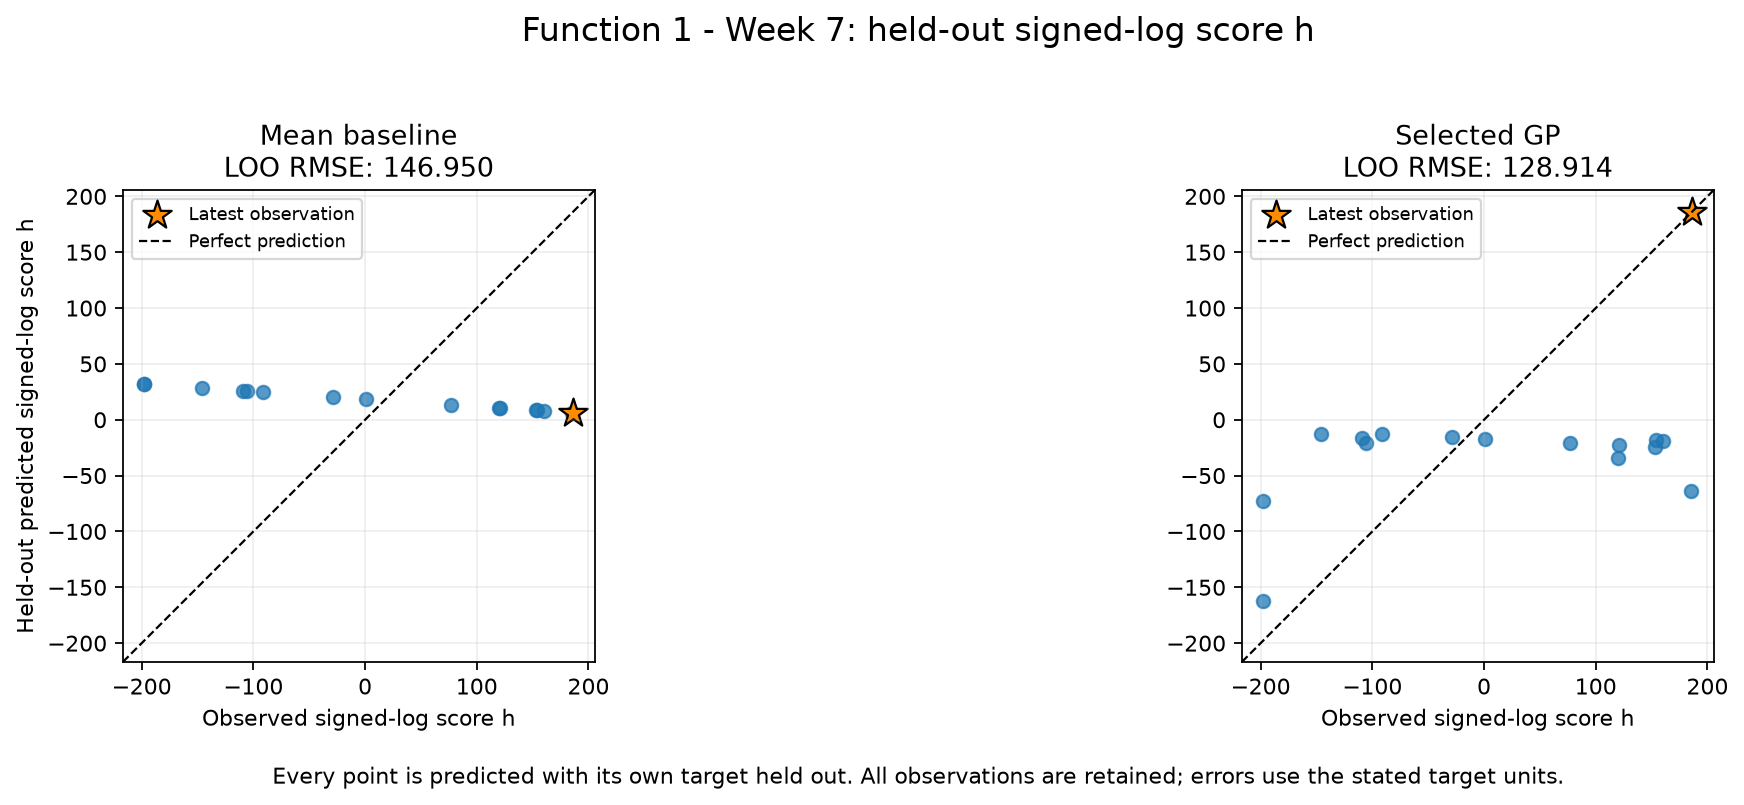 Function 1 - Week 7: held-out signed-log score h
Mean baseline
LOO RMSE: 146.950
Latest observation
Perfect prediction
200
150
100
50
0
−50
−100
−150
−200
−200 −100 0 100 200
Held-out predicted signed-log score h
Observed signed-log score h
Selected GP
LOO RMSE: 128.914
Latest observation
Perfect prediction
200
150
100
50
0
−50
−100
−150
−200
−200 −100 0 100 200
Observed signed-log score h
Every point is predicted with its own target held out. All observations are retained; errors use the stated target units.